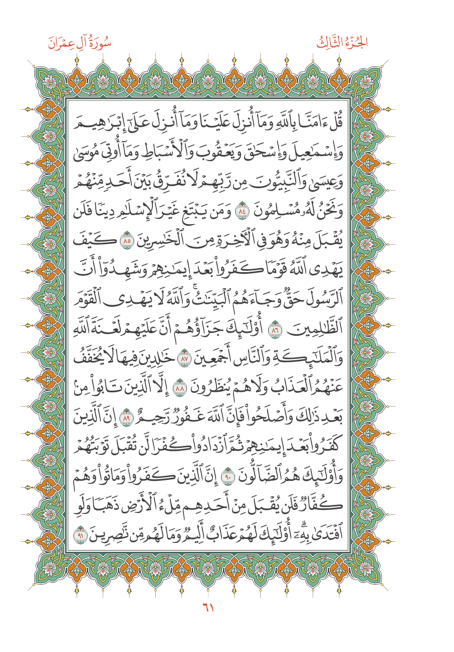 الجُزْءُ الثَّالِثُ
سُورَةُ آلِ عِمْرَانَ
قُلْ ءَامَنَّا بِٱللَّهِ وَمَآ أُنزِلَ عَلَيْنَا وَمَآ أُنزِلَ عَلَىٰٓ إِبْرَٰهِيمَ
وَإِسْمَٰعِيلَ وَإِسْحَٰقَ وَيَعْقُوبَ وَٱلْأَسْبَاطِ وَمَآ أُوتِيَ مُوسَىٰ
وَعِيسَىٰ وَٱلنَّبِيُّونَ مِن رَّبِّهِمْ لَا نُفَرِّقُ بَيْنَ أَحَدٍ مِّنْهُمْ
وَنَحْنُ لَهُۥ مُسْلِمُونَ ٨٤ وَمَن يَبْتَغِ غَيْرَ ٱلْإِسْلَٰمِ دِينًا فَلَن
يُقْبَلَ مِنْهُ وَهُوَ فِي ٱلْأٓخِرَةِ مِنَ ٱلْخَٰسِرِينَ ٨٥ كَيْفَ
يَهْدِي ٱللَّهُ قَوْمًا كَفَرُوا۟ بَعْدَ إِيمَٰنِهِمْ وَشَهِدُوٓا۟ أَنَّ
ٱلرَّسُولَ حَقٌّ وَجَآءَهُمُ ٱلْبَيِّنَٰتُ ۚ وَٱللَّهُ لَا يَهْدِي ٱلْقَوْمَ
ٱلظَّٰلِمِينَ ٨٦ أُو۟لَٰٓئِكَ جَزَآؤُهُمْ أَنَّ عَلَيْهِمْ لَعْنَةَ ٱللَّهِ
وَٱلْمَلَٰٓئِكَةِ وَٱلنَّاسِ أَجْمَعِينَ ٨٧ خَٰلِدِينَ فِيهَا لَا يُخَفَّفُ
عَنْهُمُ ٱلْعَذَابُ وَلَا هُمْ يُنظَرُونَ ٨٨ إِلَّا ٱلَّذِينَ تَابُوا۟ مِنۢ
بَعْدِ ذَٰلِكَ وَأَصْلَحُوا۟ فَإِنَّ ٱللَّهَ غَفُورٌ رَّحِيمٌ ٨٩ إِنَّ ٱلَّذِينَ
كَفَرُوا۟ بَعْدَ إِيمَٰنِهِمْ ثُمَّ ٱزْدَادُوا۟ كُفْرًا لَّن تُقْبَلَ تَوْبَتُهُمْ
وَأُو۟لَٰٓئِكَ هُمُ ٱلضَّآلُّونَ ٩٠ إِنَّ ٱلَّذِينَ كَفَرُوا۟ وَمَاتُوا۟ وَهُمْ
كُفَّارٌ فَلَن يُقْبَلَ مِنْ أَحَدِهِم مِّلْءُ ٱلْأَرْضِ ذَهَبًا وَلَوِ
ٱفْتَدَىٰ بِهِۦٓ ۗ أُو۟لَٰٓئِكَ لَهُمْ عَذَابٌ أَلِيمٌ وَمَا لَهُم مِّن نَّٰصِرِينَ ٩١
٦١